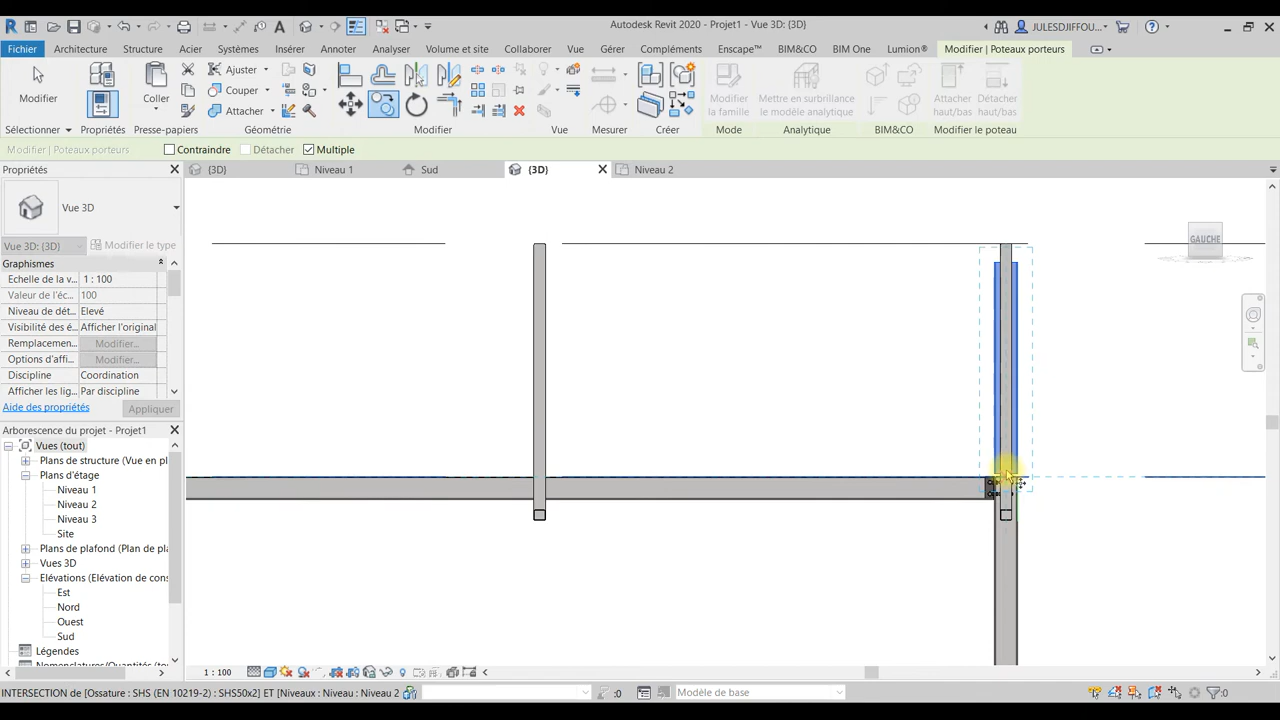 Autodesk Revit 2020 - Projet1 - Vue 3D: {3D}
JULESDJIFFOU...
Fichier Architecture Structure Acier Systèmes Insérer Annoter Analyser Volume et site Collaborer Vue Gérer Compléments Enscape™ BIM&CO BIM One Lumion® Modifier | Poteaux porteurs
Modifier
Coller
Ajuster
Couper
Attacher
Modifier la famille
Mettre en surbrillance le modèle analytique
Attacher haut/bas
Détacher haut/bas
Sélectionner Propriétés Presse-papiers Géométrie Modifier Vue Mesurer Créer Mode Analytique BIM&CO Modifier le poteau
Modifier | Poteaux porteurs Contraindre Détacher Multiple
Propriétés
{3D} Niveau 1 Sud {3D} Niveau 2
Vue 3D
Vue 3D: {3D} Modifier le type
Graphismes
Echelle de la v... 1 : 100
Valeur de l'éc... 100
Niveau de dét... Elevé
Visibilité des é... Afficher l'original
Remplacemen... Modifier...
Options d'affi... Modifier...
Discipline Coordination
Afficher les lig... Par discipline
Aide des propriétés Appliquer
GAUCHE
Arborescence du projet - Projet1
Vues (tout)
Plans de structure (Vue en pl
Plans d'étage
Niveau 1
Niveau 2
Niveau 3
Site
Plans de plafond (Plan de pla
Vues 3D
Elévations (Elévation de cons
Est
Nord
Ouest
Sud
Légendes
Nomenclatures/Quantités (tou
1 : 100
INTERSECTION de [Ossature : SHS (EN 10219-2) : SHS50x2] ET [Niveaux : Niveau : Niveau 2 :0 Modèle de base :0